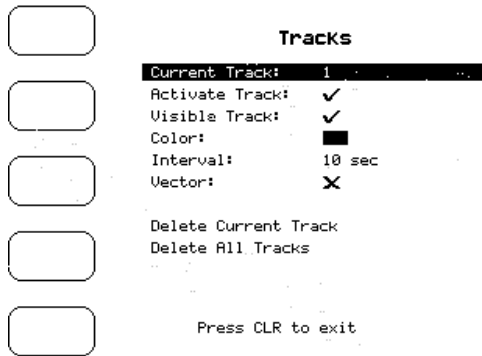 Tracks
Current Track: 1
Activate Track: ✓
Visible Track: ✓
Color:
Interval: 10 sec
Vector: ✗
Delete Current Track
Delete All Tracks
Press CLR to exit